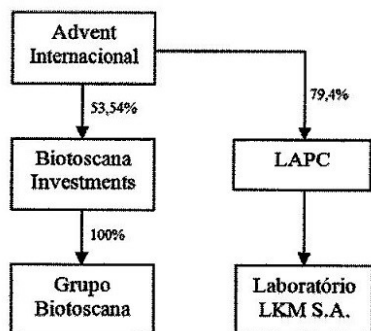 Advent
Internacional
53,54%
79,4%
Biotoscana
Investments
LAPC
100%
Grupo
Biotoscana
Laboratório
LKM S.A.